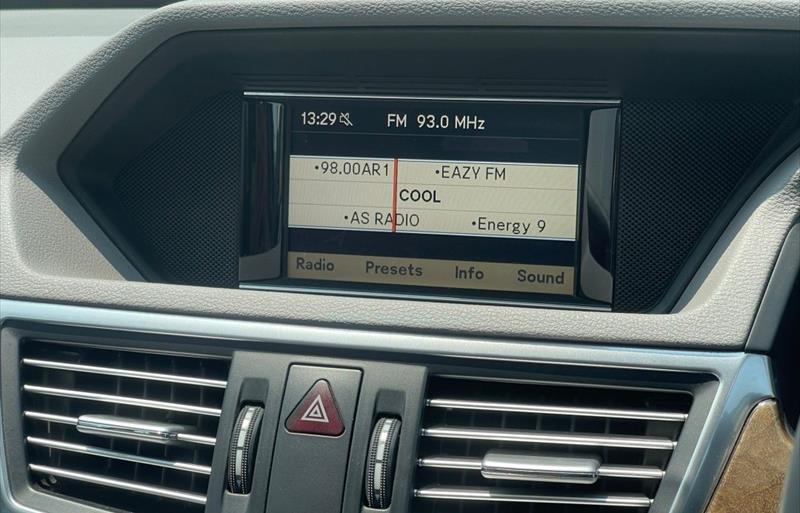 13:29 FM 93.0 MHz
•98.00AR1 •EAZY FM
COOL
•AS RADIO •Energy 9
Radio Presets Info Sound